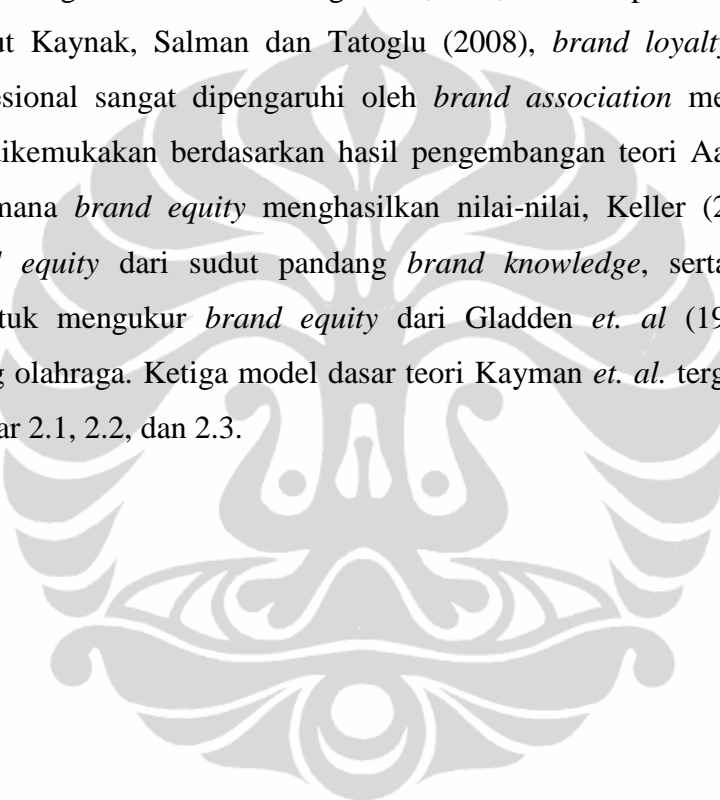 ut Kaynak, Salman dan Tatoglu (2008), brand loyalty
esional sangat dipengaruhi oleh brand association me
dikemukakan berdasarkan hasil pengembangan teori Aa
mana brand equity menghasilkan nilai-nilai, Keller (2
equity dari sudut pandang brand knowledge, serta
tuk mengukur brand equity dari Gladden et. al (19
g olahraga. Ketiga model dasar teori Kayman et. al. terg
ar 2.1, 2.2, dan 2.3.